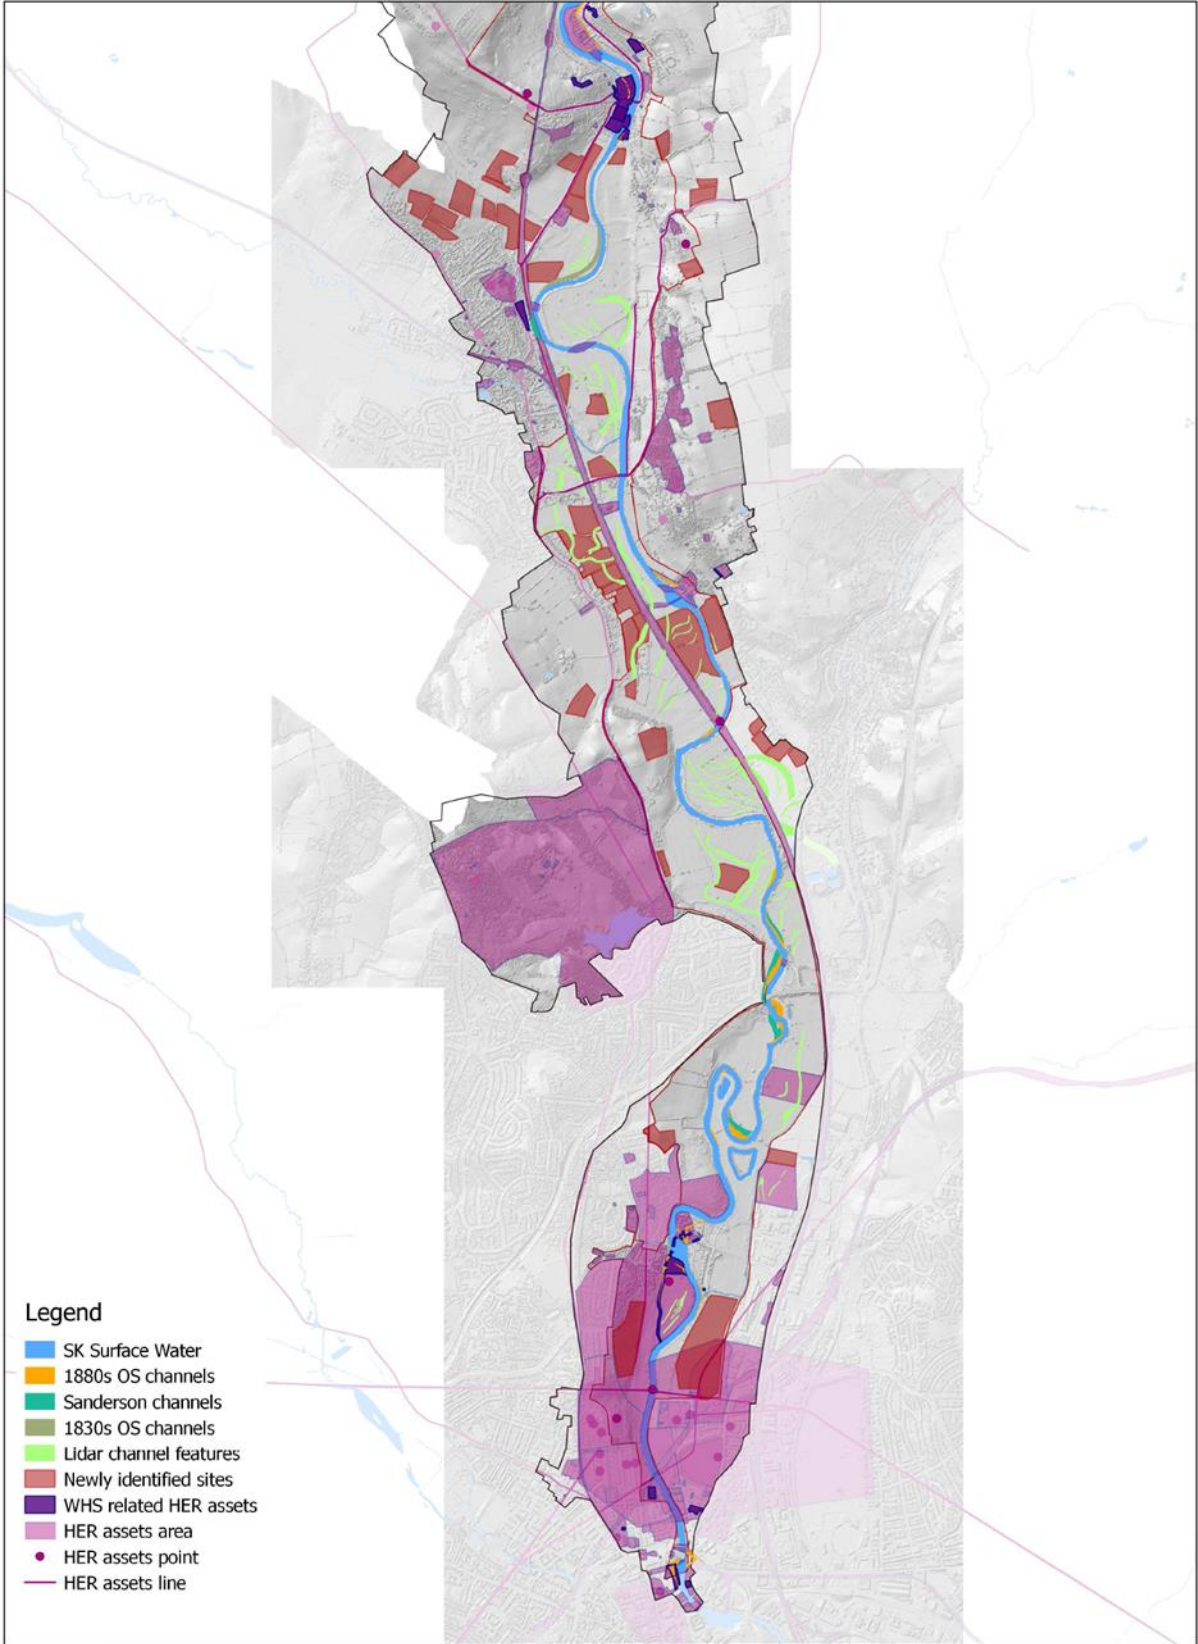 Legend
SK Surface Water
1880s OS channels
Sanderson channels
1830s OS channels
Lidar channel features
Newly identified sites
WHS related HER assets
HER assets area
HER assets point
HER assets line